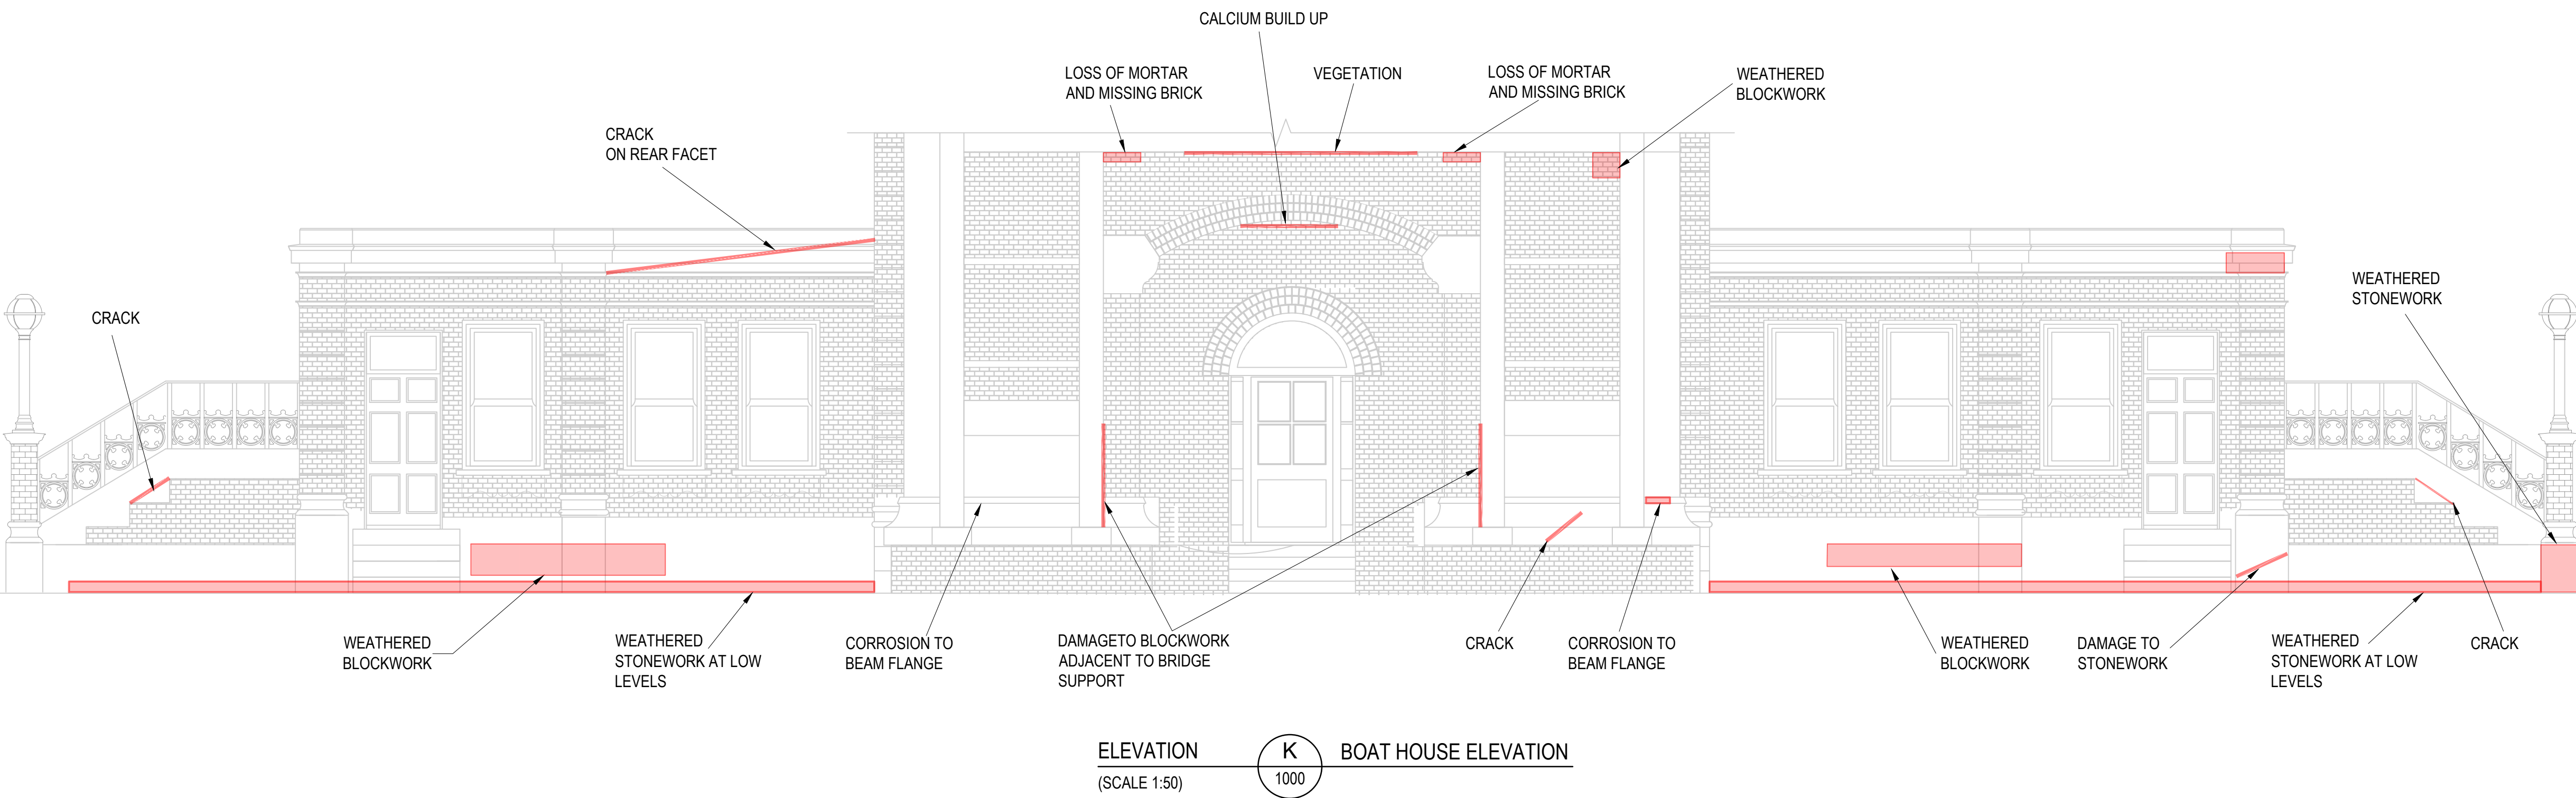 CALCIUM BUILD UP
LOSS OF MORTAR
AND MISSING BRICK
VEGETATION
LOSS OF MORTAR
AND MISSING BRICK
WEATHERED
BLOCKWORK
CRACK
ON REAR FACET
WEATHERED
STONEWORK
CRACK
WEATHERED
BLOCKWORK
WEATHERED
STONEWORK AT LOW
LEVELS
CORROSION TO
BEAM FLANGE
DAMAGETO BLOCKWORK
ADJACENT TO BRIDGE
SUPPORT
CRACK
CORROSION TO
BEAM FLANGE
WEATHERED
BLOCKWORK
DAMAGE TO
STONEWORK
WEATHERED
STONEWORK AT LOW
LEVELS
CRACK
ELEVATION
(SCALE 1:50)
K
1000
BOAT HOUSE ELEVATION